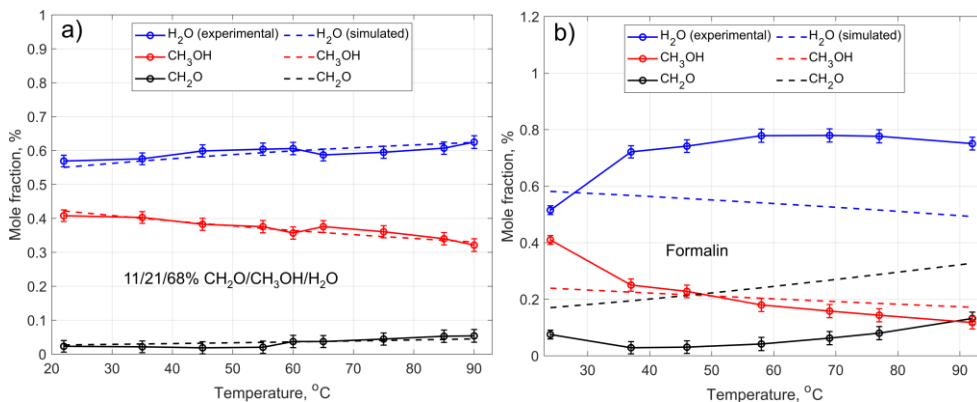 a)
H₂O (experimental) H₂O (simulated)
CH₃OH CH₃OH
CH₂O CH₂O
1
0.9
0.8
0.7
0.6
0.5
0.4
0.3
0.2
0.1
0
Mole fraction, %
11/21/68% CH₂O/CH₃OH/H₂O
20 30 40 50 60 70 80 90
Temperature, °C
b)
H₂O (experimental) H₂O (simulated)
CH₃OH CH₃OH
CH₂O CH₂O
1.2
1
0.8
0.6
0.4
0.2
0
Mole fraction, %
Formalin
30 40 50 60 70 80 90
Temperature, °C